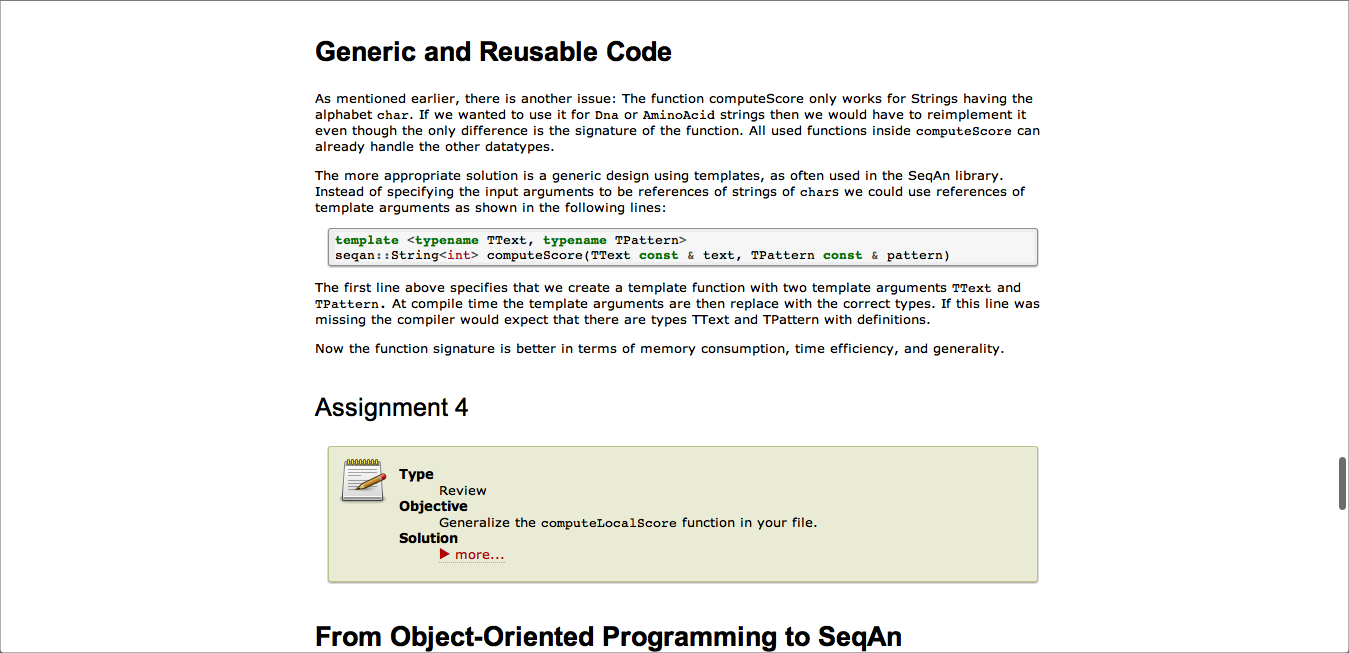 Generic and Reusable Code
As mentioned earlier, there is another issue: The function computeScore only works for Strings having the
alphabet char. If we wanted to use it for Dna or AminoAcid strings then we would have to reimplement it
even though the only difference is the signature of the function. All used functions inside computeScore can
already handle the other datatypes.
The more appropriate solution is a generic design using templates, as often used in the SeqAn library.
Instead of specifying the input arguments to be references of strings of chars we could use references of
template arguments as shown in the following lines:
template <typename TText, typename TPattern>
seqan::String<int> computeScore(TText const & text, TPattern const & pattern)
The first line above specifies that we create a template function with two template arguments TText and
TPattern. At compile time the template arguments are then replace with the correct types. If this line was
missing the compiler would expect that there are types TText and TPattern with definitions.
Now the function signature is better in terms of memory consumption, time efficiency, and generality.
Assignment 4
Type
Review
Objective
Generalize the computeLocalScore function in your file.
Solution
more...
From Object-Oriented Programming to SeqAn